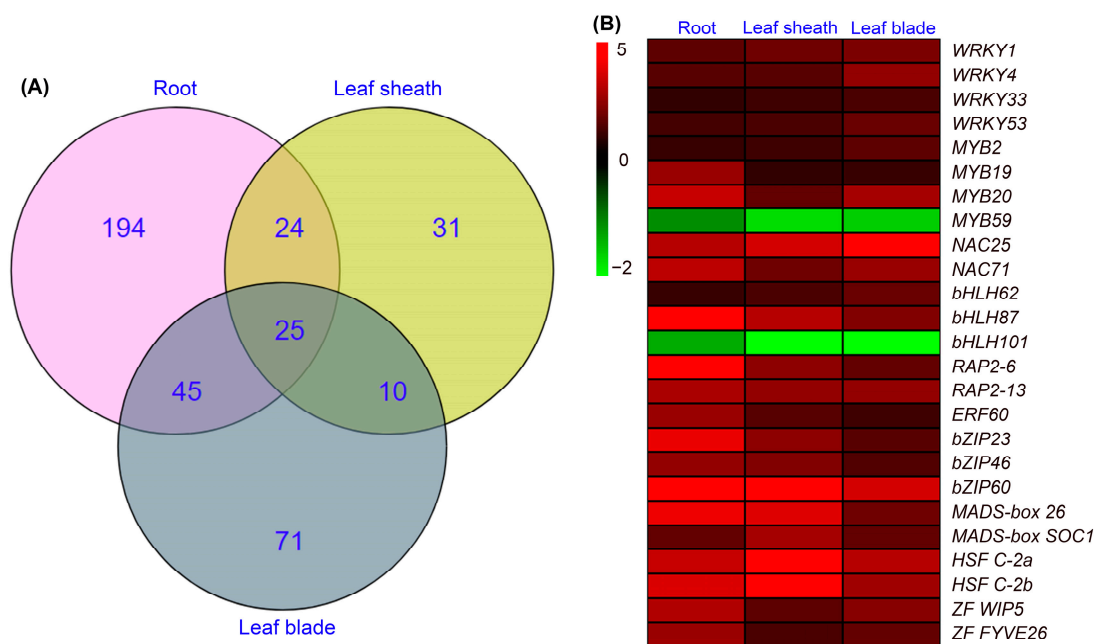 (A)
Root
Leaf sheath
194
24
31
25
45
10
71
Leaf blade
(B)
Root
Leaf sheath
Leaf blade
5
0
−2
WRKY1
WRKY4
WRKY33
WRKY53
MYB2
MYB19
MYB20
MYB59
NAC25
NAC71
bHLH62
bHLH87
bHLH101
RAP2-6
RAP2-13
ERF60
bZIP23
bZIP46
bZIP60
MADS-box 26
MADS-box SOC1
HSF C-2a
HSF C-2b
ZF WIP5
ZF FYVE26